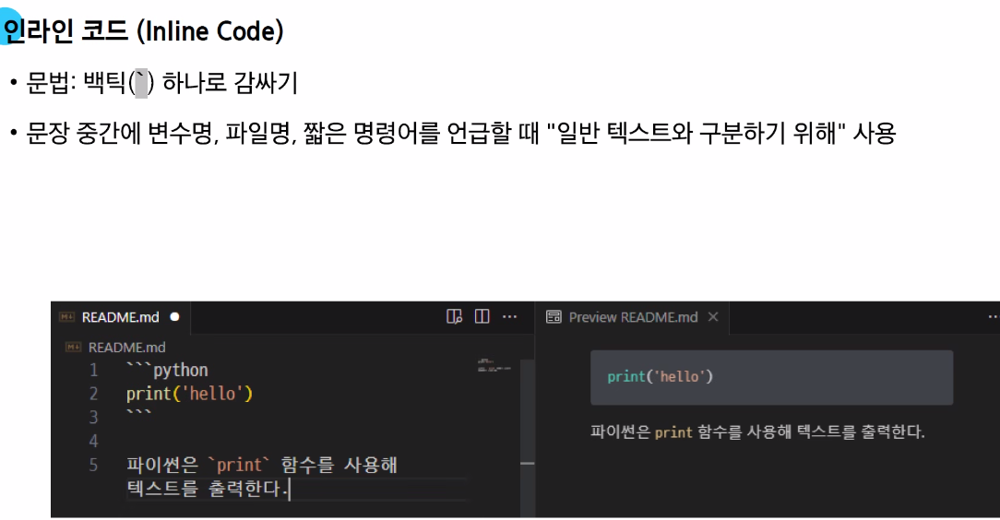 인라인 코드 (Inline Code)
• 문법: 백틱(`) 하나로 감싸기
• 문장 중간에 변수명, 파일명, 짧은 명령어를 언급할 때 "일반 텍스트와 구분하기 위해" 사용
README.md
README.md
1 ```python
2 print('hello')
3 ```
4
5 파이썬은 `print` 함수를 사용해
텍스트를 출력한다.
Preview README.md
print('hello')
파이썬은 print 함수를 사용해 텍스트를 출력한다.